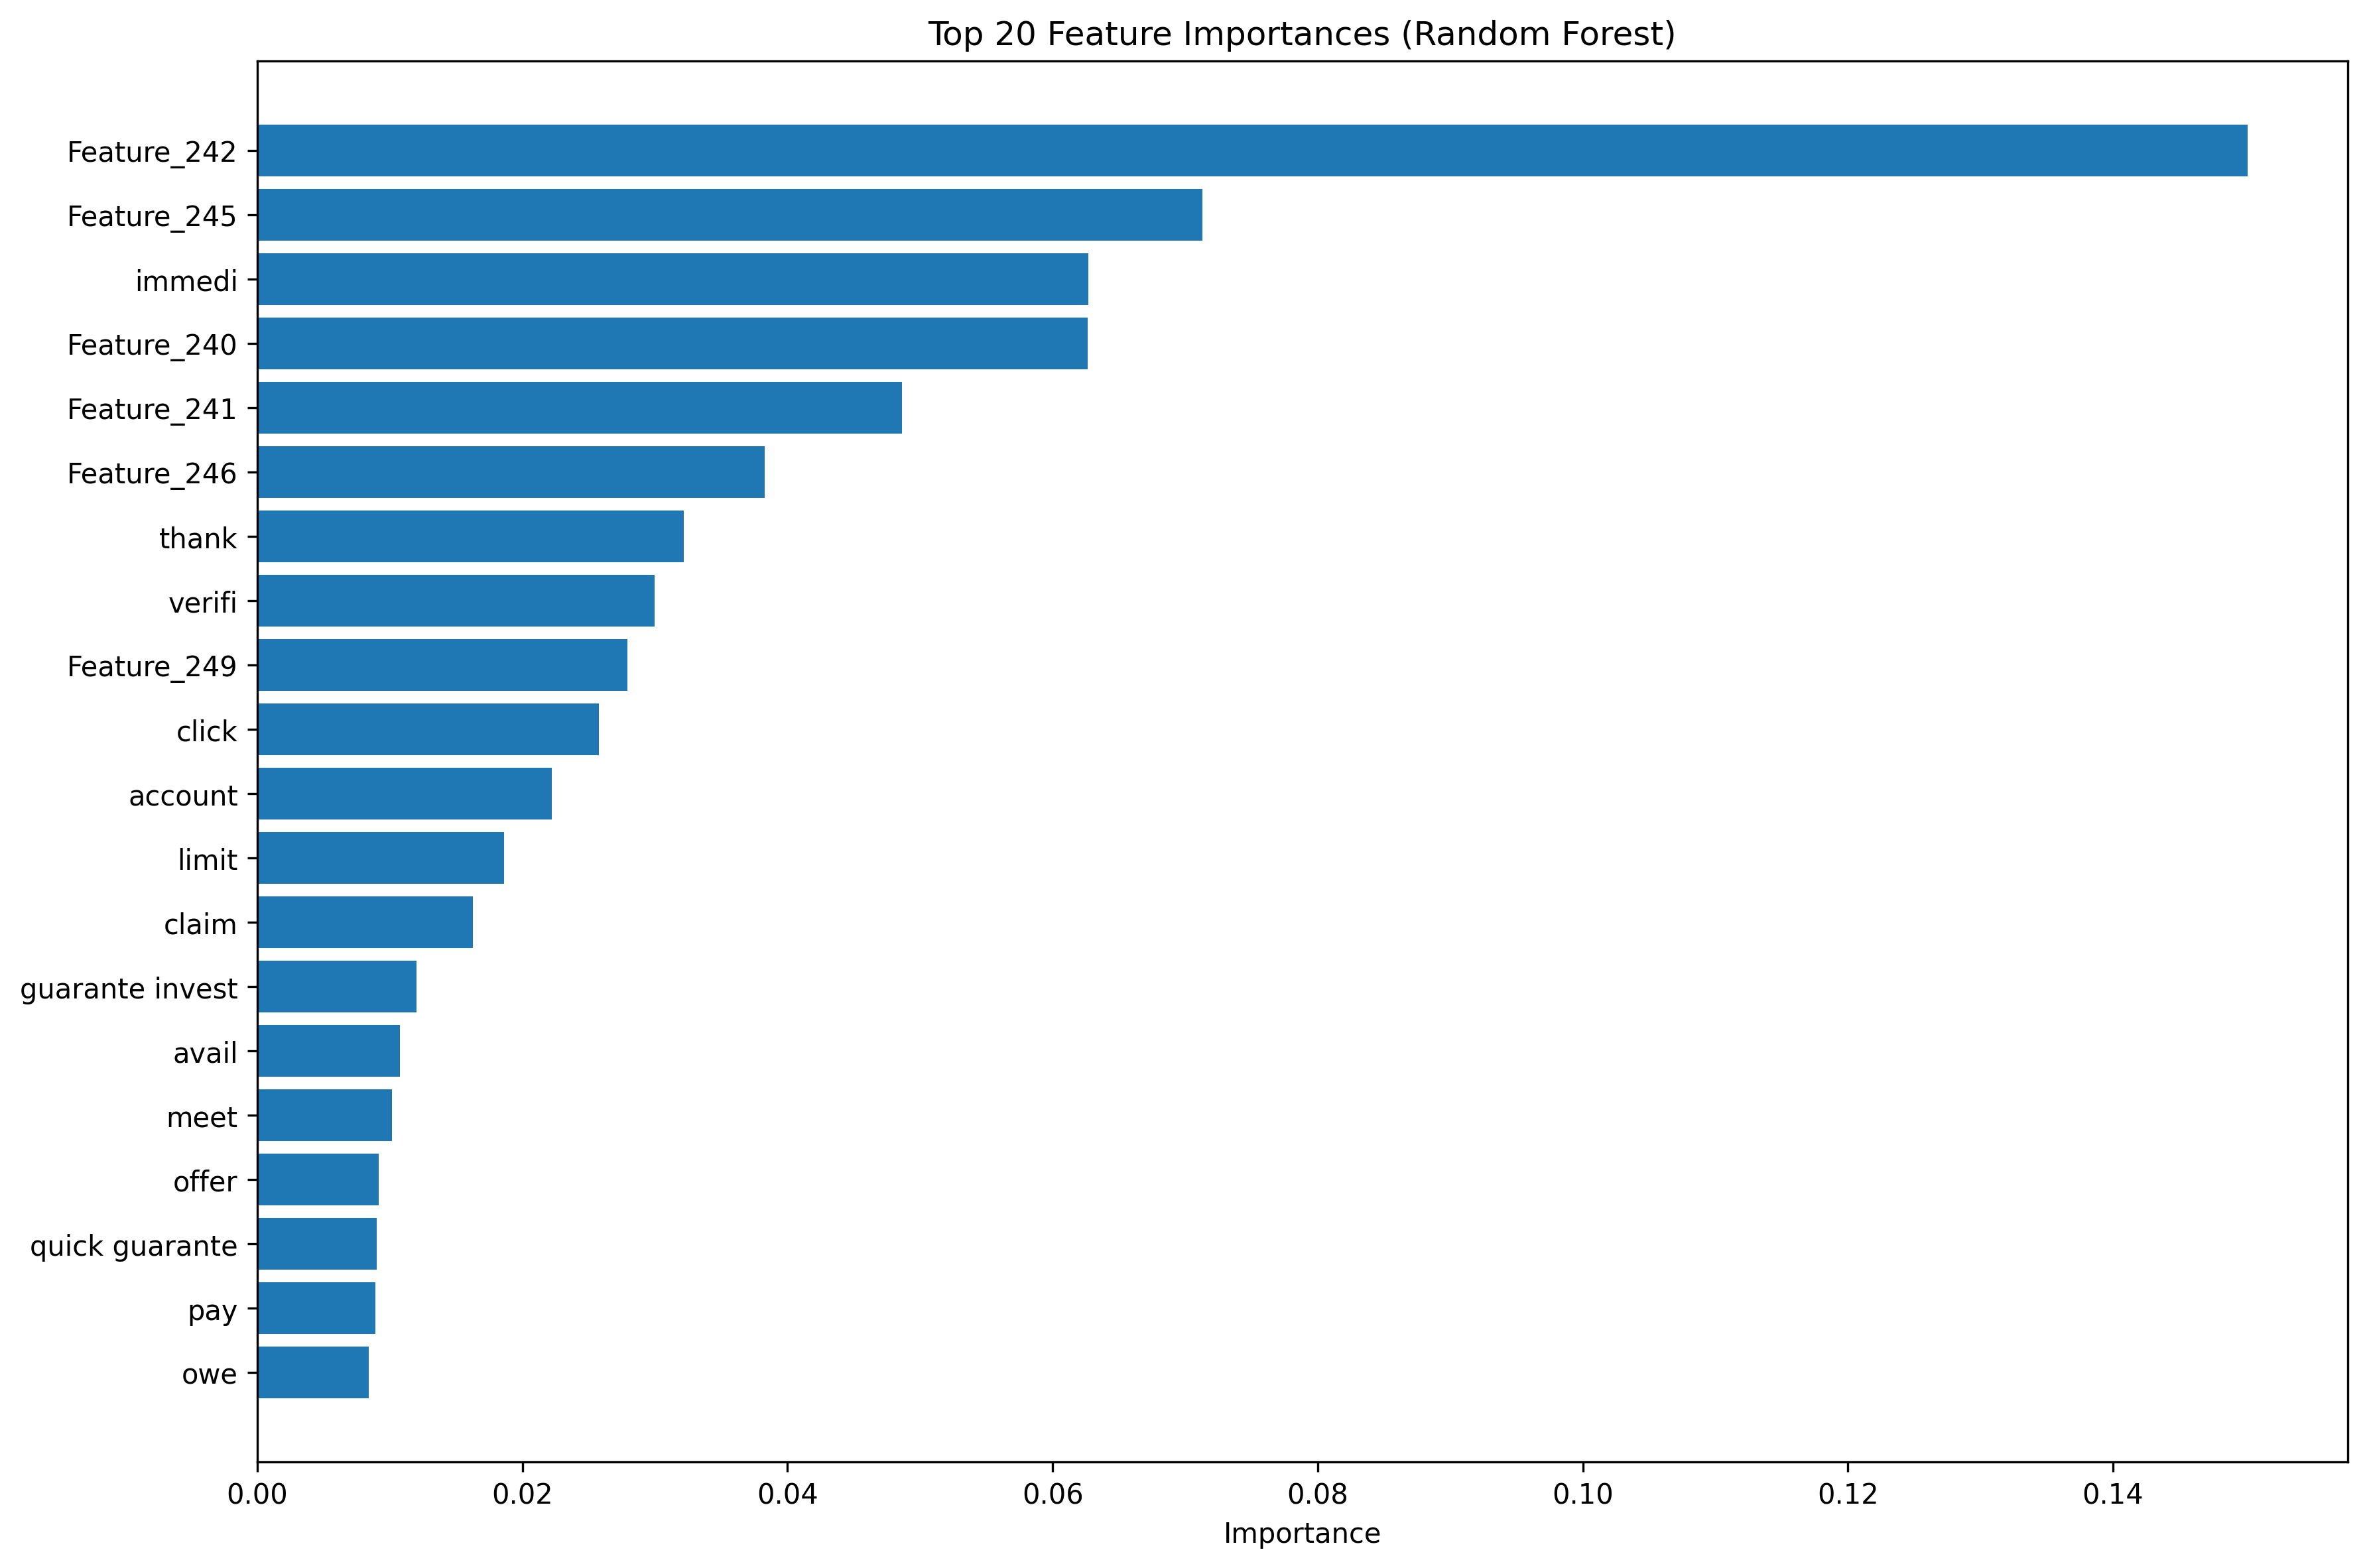 Top 20 Feature Importances (Random Forest)
Feature_242
Feature_245
immedi
Feature_240
Feature_241
Feature_246
thank
verifi
Feature_249
click
account
limit
claim
guarante invest
avail
meet
offer
quick guarante
pay
owe
0.00 0.02 0.04 0.06 0.08 0.10 0.12 0.14
Importance